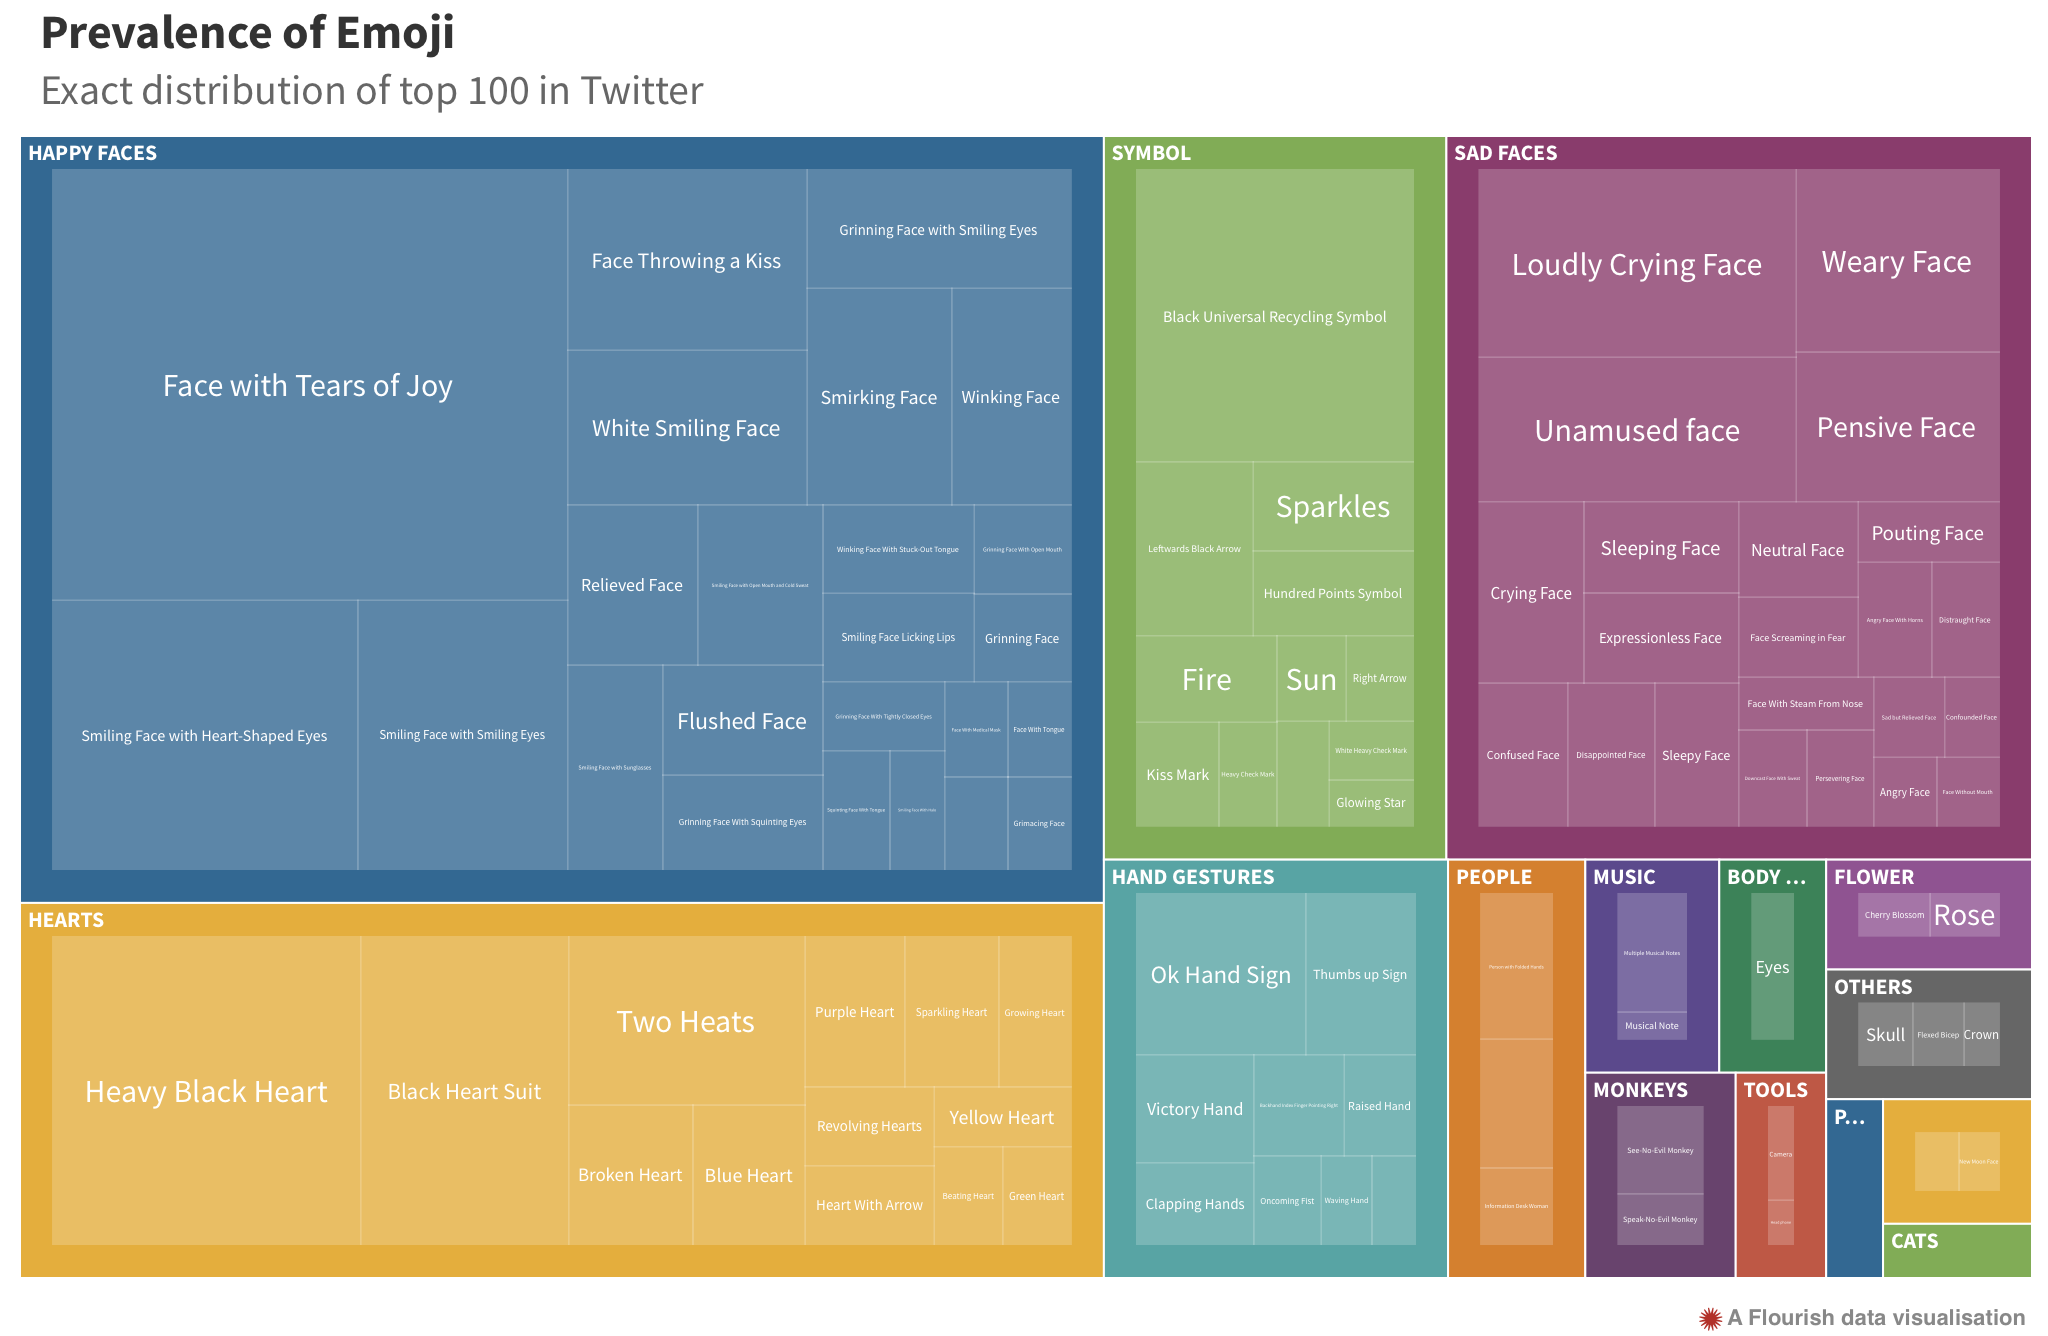 Prevalence of Emoji
Exact distribution of top 100 in Twitter
HAPPY FACES
Face with Tears of Joy
Smiling Face with Heart-Shaped Eyes
Smiling Face with Smiling Eyes
Face Throwing a Kiss
White Smiling Face
Grinning Face with Smiling Eyes
Smirking Face
Winking Face
Relieved Face
Smiling Face with Open Mouth and Cold Sweat
Smiling Face with Sunglasses
Flushed Face
Grinning Face With Squinting Eyes
Winking Face With Stuck-Out Tongue
Grinning Face With Open Mouth
Smiling Face Licking Lips
Grinning Face
Grinning Face With Tightly Closed Eyes
Squinting Face With Tongue
Smiling Face With Halo
Face With Medical Mask
Face With Tongue
Grimacing Face
HEARTS
Heavy Black Heart
Black Heart Suit
Two Heats
Broken Heart
Blue Heart
Purple Heart
Sparkling Heart
Growing Heart
Revolving Hearts
Heart With Arrow
Yellow Heart
Beating Heart
Green Heart
SYMBOL
Black Universal Recycling Symbol
Leftwards Black Arrow
Sparkles
Hundred Points Symbol
Fire
Kiss Mark
Heavy Check Mark
Sun
Right Arrow
White Heavy Check Mark
Glowing Star
SAD FACES
Loudly Crying Face
Unamused face
Weary Face
Pensive Face
Crying Face
Sleeping Face
Expressionless Face
Neutral Face
Face Screaming in Fear
Pouting Face
Angry Face With Horns
Distraught Face
Confused Face
Disappointed Face
Sleepy Face
Face With Steam From Nose
Downcast Face With Sweat
Persevering Face
Sad but Relieved Face
Confounded Face
Angry Face
Face Without Mouth
HAND GESTURES
Ok Hand Sign
Thumbs up Sign
Victory Hand
Clapping Hands
Backhand Index Finger Pointing Right
Raised Hand
Oncoming Fist
Waving Hand
PEOPLE
Person with Folded Hands
Information Desk Woman
MUSIC
Multiple Musical Notes
Musical Note
BODY ...
Eyes
MONKEYS
See-No-Evil Monkey
Speak-No-Evil Monkey
TOOLS
Camera
FLOWER
Cherry Blossom
Rose
OTHERS
Skull
Flexed Bicep
Crown
P...
New Moon Face
CATS
A Flourish data visualisation